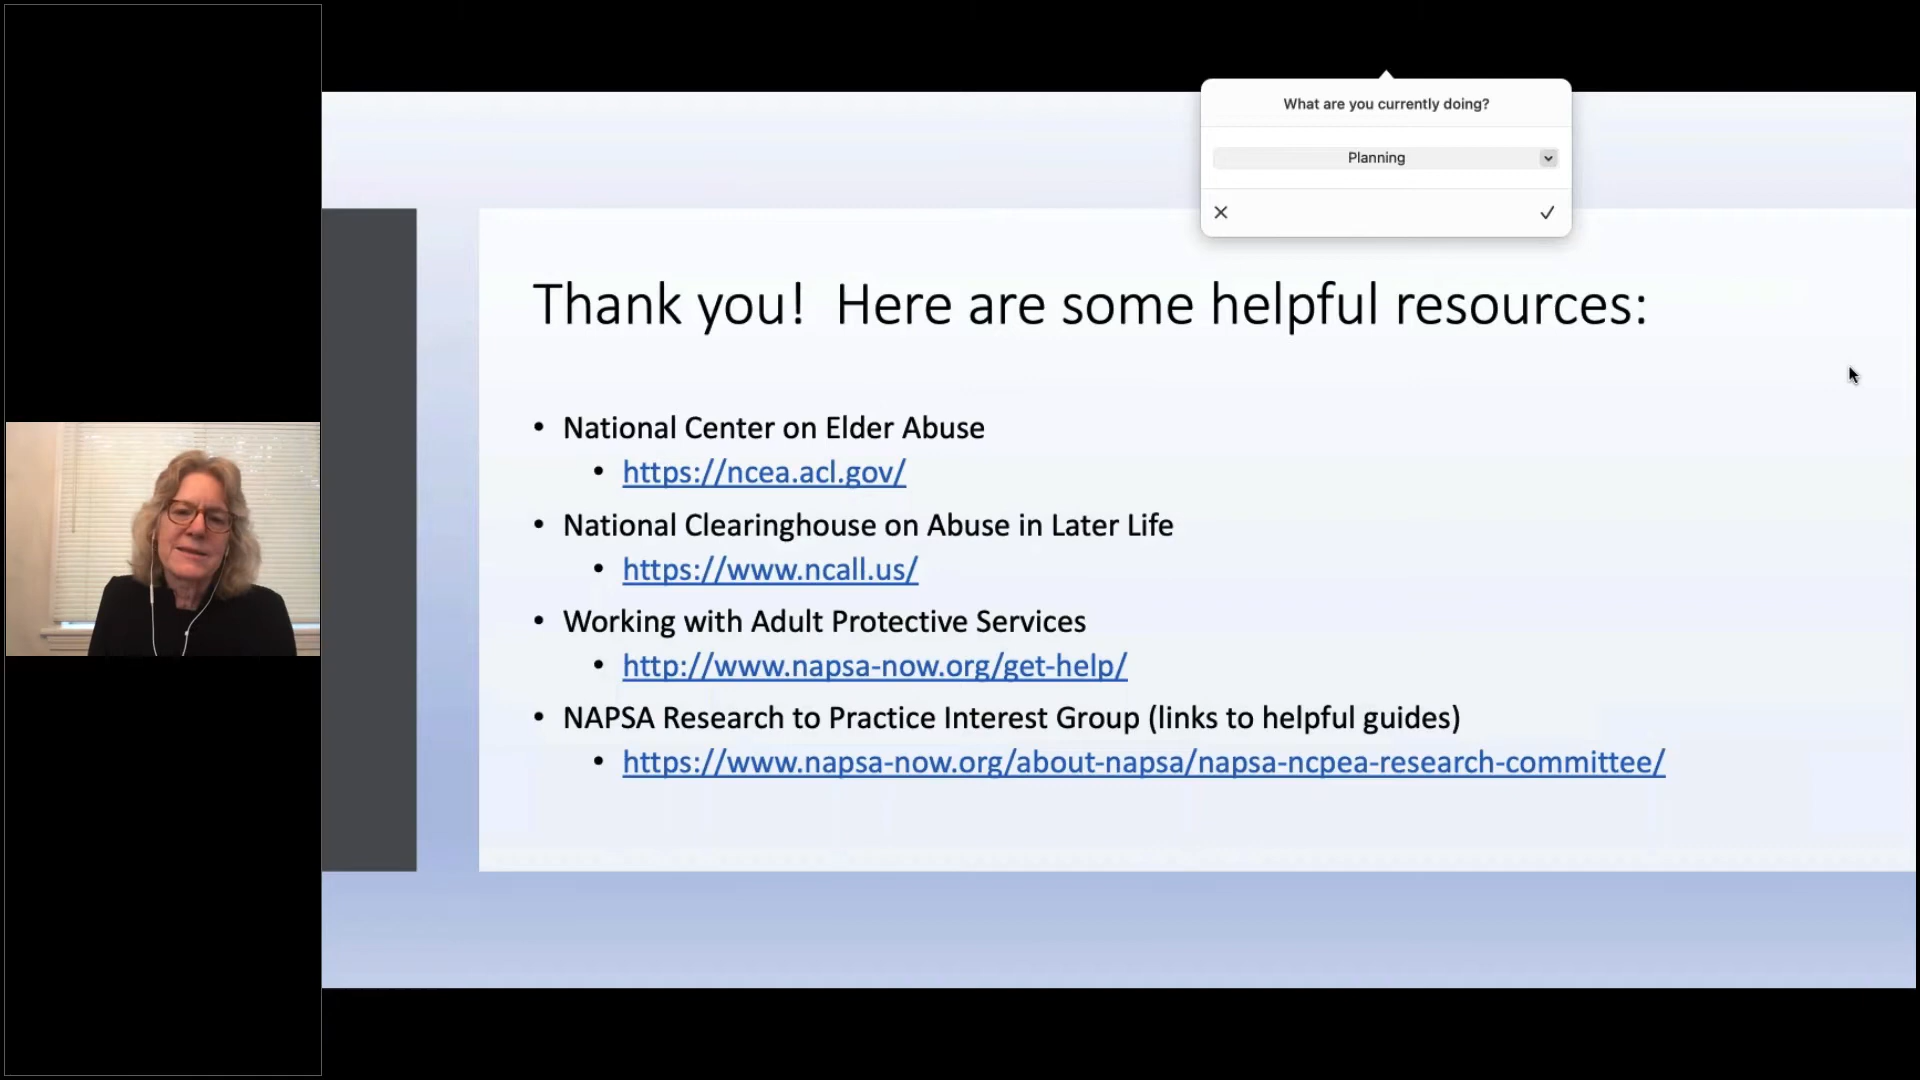 What are you currently doing?
Planning
Thank you! Here are some helpful resources:
• National Center on Elder Abuse
• https://ncea.acl.gov/
• National Clearinghouse on Abuse in Later Life
• https://www.ncall.us/
• Working with Adult Protective Services
• http://www.napsa-now.org/get-help/
• NAPSA Research to Practice Interest Group (links to helpful guides)
• https://www.napsa-now.org/about-napsa/napsa-ncpea-research-committee/